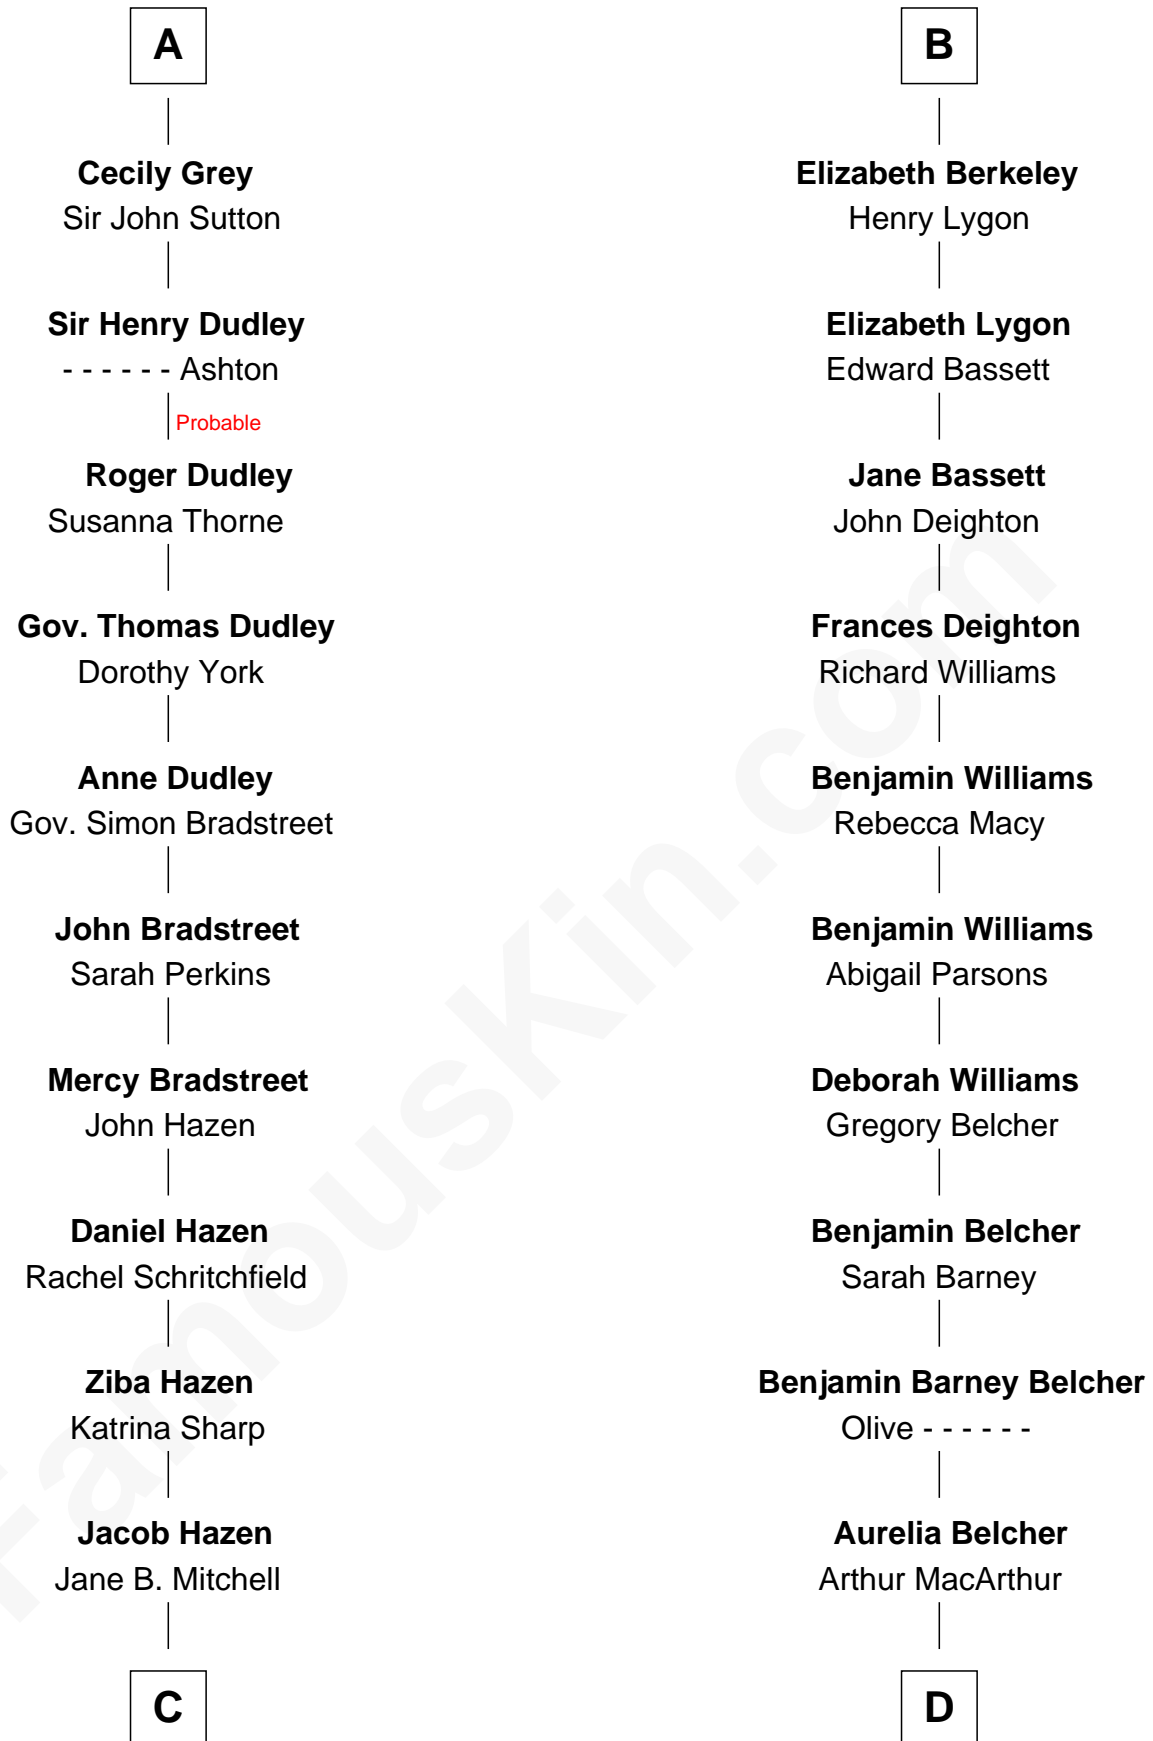 A
Cecily Grey
Sir John Sutton
Sir Henry Dudley
- - - - - - Ashton
Probable
Roger Dudley
Susanna Thorne
Gov. Thomas Dudley
Dorothy York
Anne Dudley
Gov. Simon Bradstreet
John Bradstreet
Sarah Perkins
Mercy Bradstreet
John Hazen
Daniel Hazen
Rachel Schritchfield
Ziba Hazen
Katrina Sharp
Jacob Hazen
Jane B. Mitchell
C
B
Elizabeth Berkeley
Henry Lygon
Elizabeth Lygon
Edward Bassett
Jane Bassett
John Deighton
Frances Deighton
Richard Williams
Benjamin Williams
Rebecca Macy
Benjamin Williams
Abigail Parsons
Deborah Williams
Gregory Belcher
Benjamin Belcher
Sarah Barney
Benjamin Barney Belcher
Olive - - - - - -
Aurelia Belcher
Arthur MacArthur
D
FamousKin.com